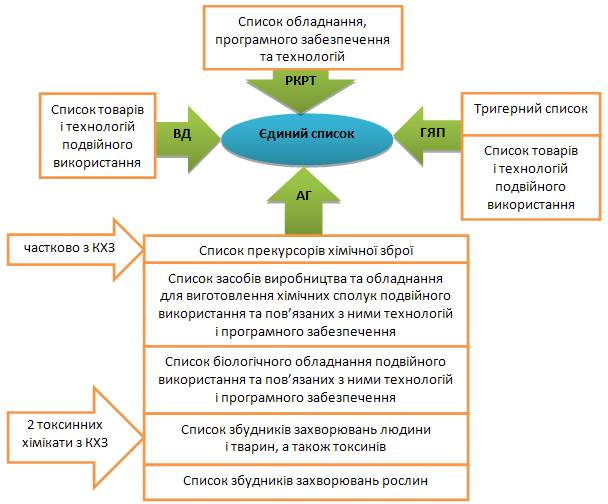 Список обладнання,
програмного забезпечення
та технологій
РКРТ
Список товарів
і технологій
подвійного
використання
ВД
Єдиний список
ГЯП
Тригерний список
Список товарів
і технологій
подвійного
використання
АГ
частково з КХЗ
Список прекурсорів хімічної зброї
Список засобів виробництва та обладнання
для виготовлення хімічних сполук подвійного
використання та пов’язаних з ними технологій
і програмного забезпечення
Список біологічного обладнання подвійного
використання та пов’язаних з ними технологій
і програмного забезпечення
2 токсинних
хімікати з КХЗ
Список збудників захворювань людини
і тварин, а також токсинів
Список збудників захворювань рослин